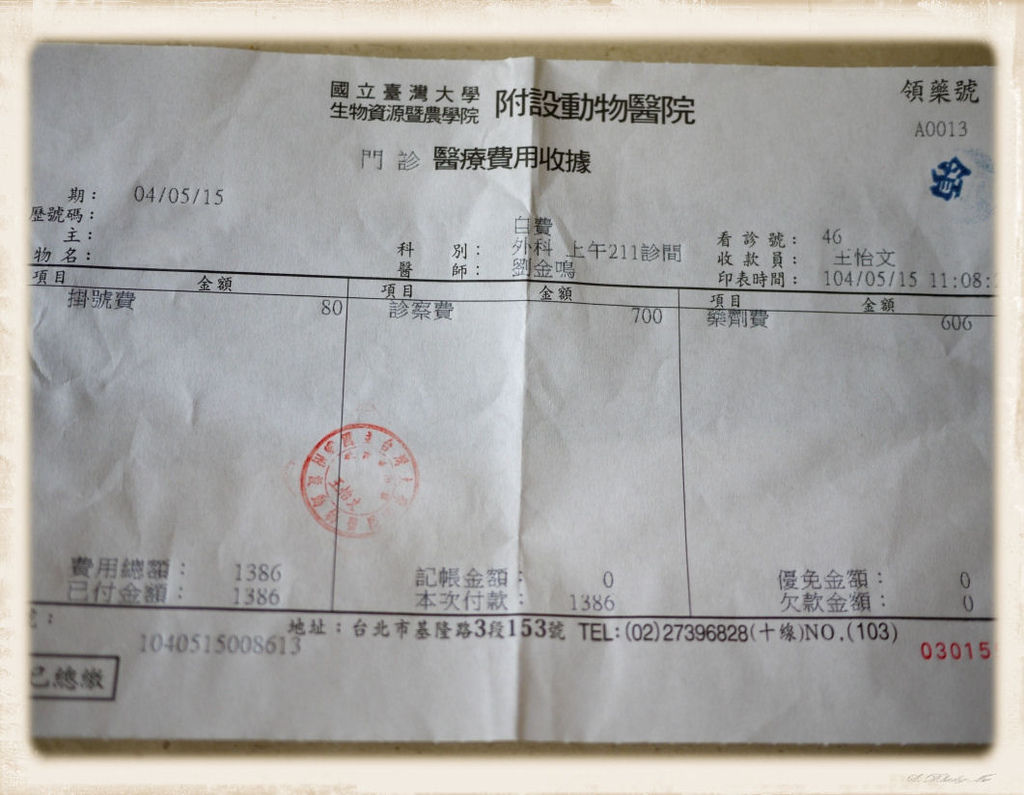 國立臺灣大學
生物資源暨農學院 附設動物醫院
領藥號
A0013
門診 醫療費用收據
期： 04/05/15
歷號碼：
主：
物名：
自費
科別： 外科 上午211診間
醫師： 劉金鳴
看診號： 46
收款員： 王怡文
印表時間： 104/05/15 11:08:
項目 金額 項目 金額 項目 金額
掛號費 80 診察費 700 藥劑費 606
王怡文
費用總額： 1386 記帳金額： 0 優免金額： 0
已付金額： 1386 本次付款： 1386 欠款金額： 0
號：
1040515008613
地址：台北市基隆路3段153號 TEL:(02)27396828(十線)NO.(103)
03015
已總繳